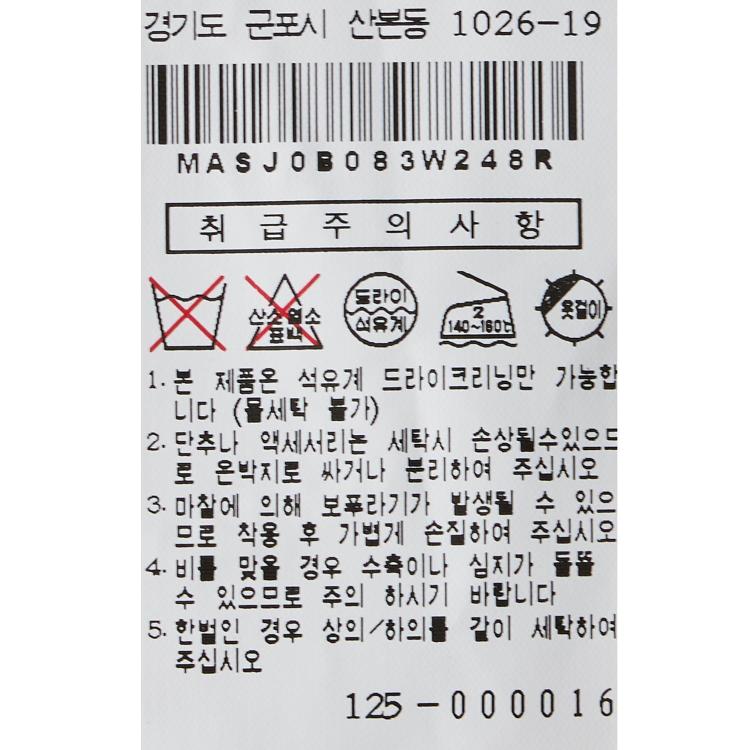 경기도 군포시 산본동 1026-19
MASJ0B083W248R
취급주의사항
드라이
산소염소
표백
석유계
2
140~160℃
옷걸이
1. 본 제품은 석유계 드라이크리닝만 가능합
니다 (물세탁 불가)
2. 단추나 액세서리는 세탁시 손상될수있으므
로 은박지로 싸거나 분리하여 주십시오
3. 마찰에 의해 보푸라기가 발생될 수 있으
므로 착용 후 가볍게 손질하여 주십시오
4. 비를 맞을 경우 수축이나 심지가 들뜰
수 있으므로 주의 하시기 바랍니다
5. 한벌인 경우 상의/하의를 같이 세탁하여
주십시오
125-000016